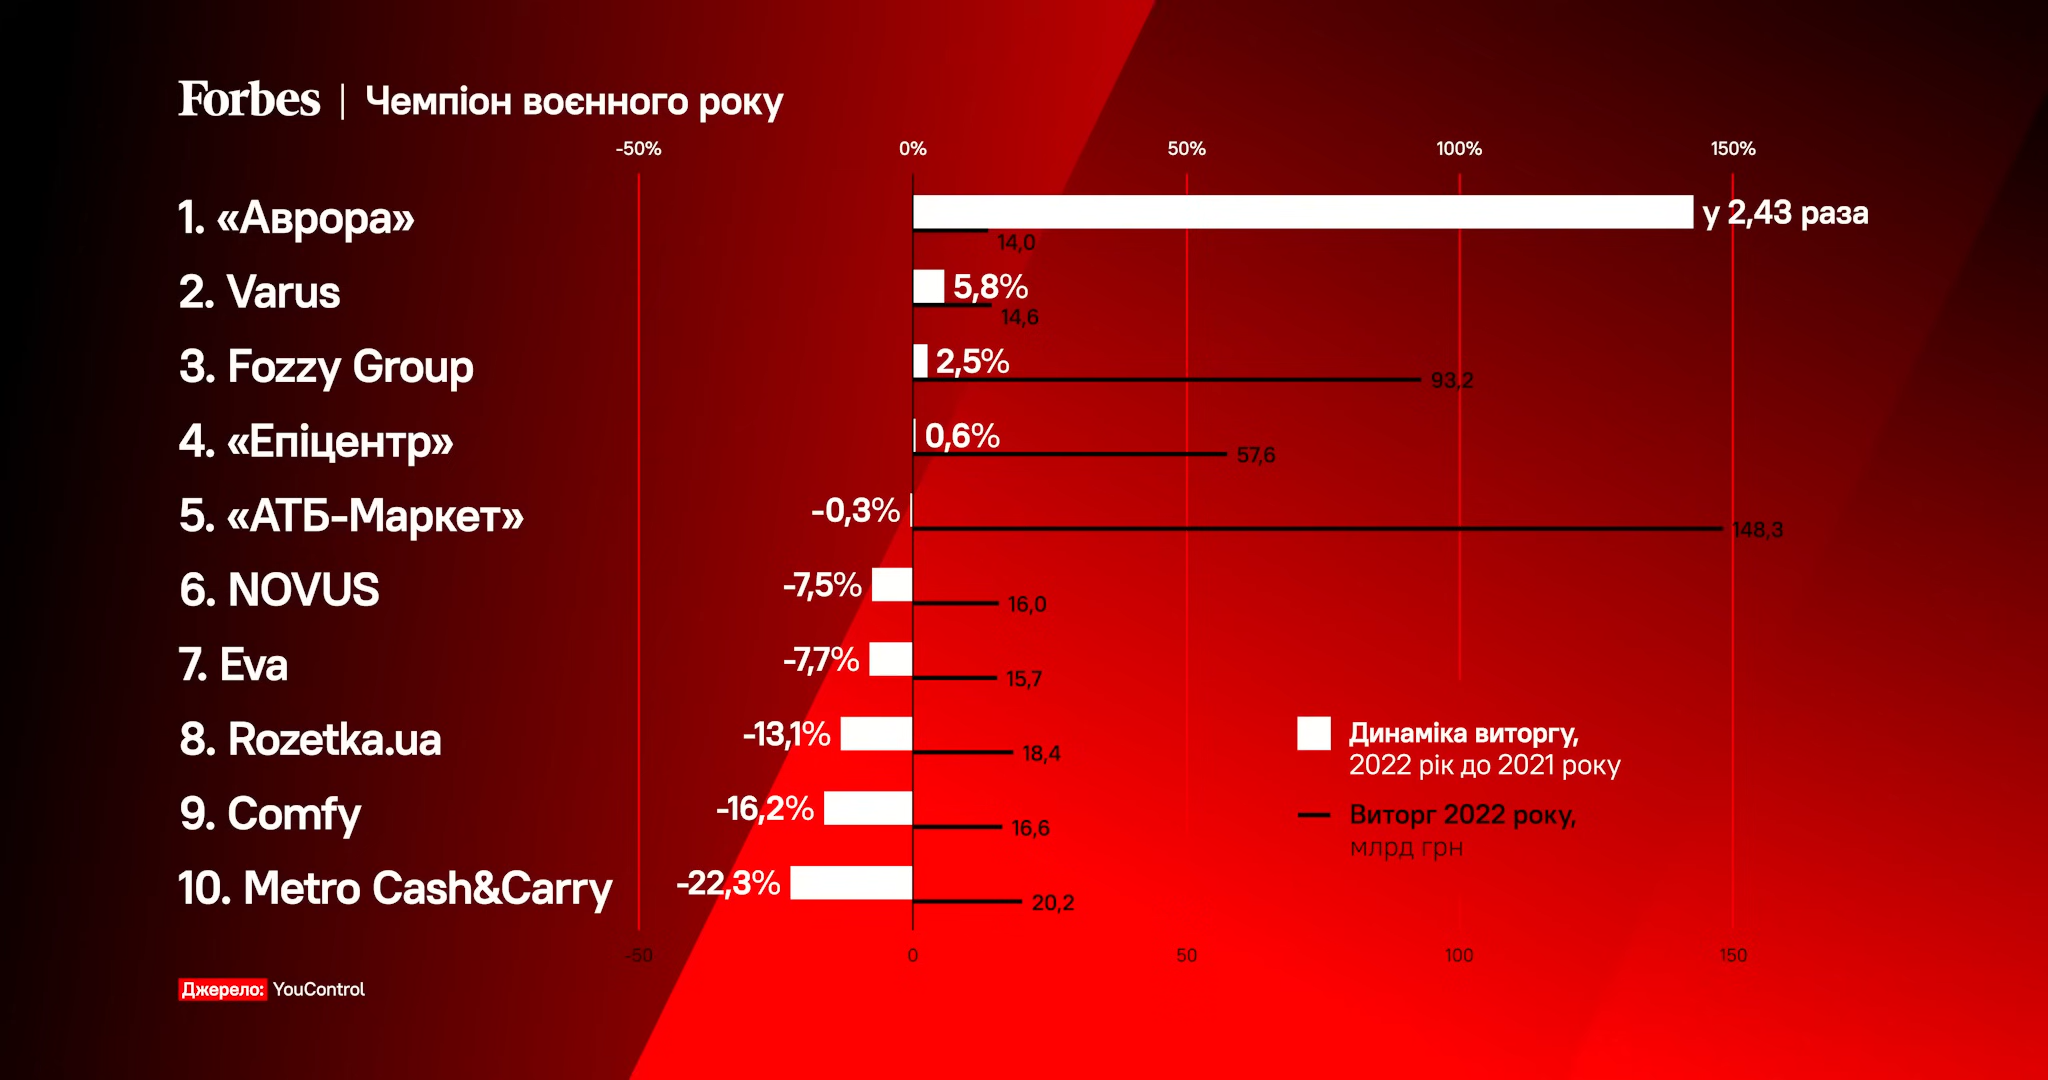 Forbes | Чемпіон воєнного року
-50% 0% 50% 100% 150%
1. «Аврора» у 2,43 раза
14,0
2. Varus 5,8%
14,6
3. Fozzy Group 2,5%
93,2
4. «Епіцентр» 0,6%
57,6
5. «АТБ-Маркет» -0,3%
148,3
6. NOVUS -7,5%
16,0
7. Eva -7,7%
15,7
8. Rozetka.ua -13,1%
18,4
9. Comfy -16,2%
16,6
10. Metro Cash&Carry -22,3%
20,2
Динаміка виторгу,
2022 рік до 2021 року
Виторг 2022 року,
млрд грн
-50 0 50 100 150
Джерело: YouControl